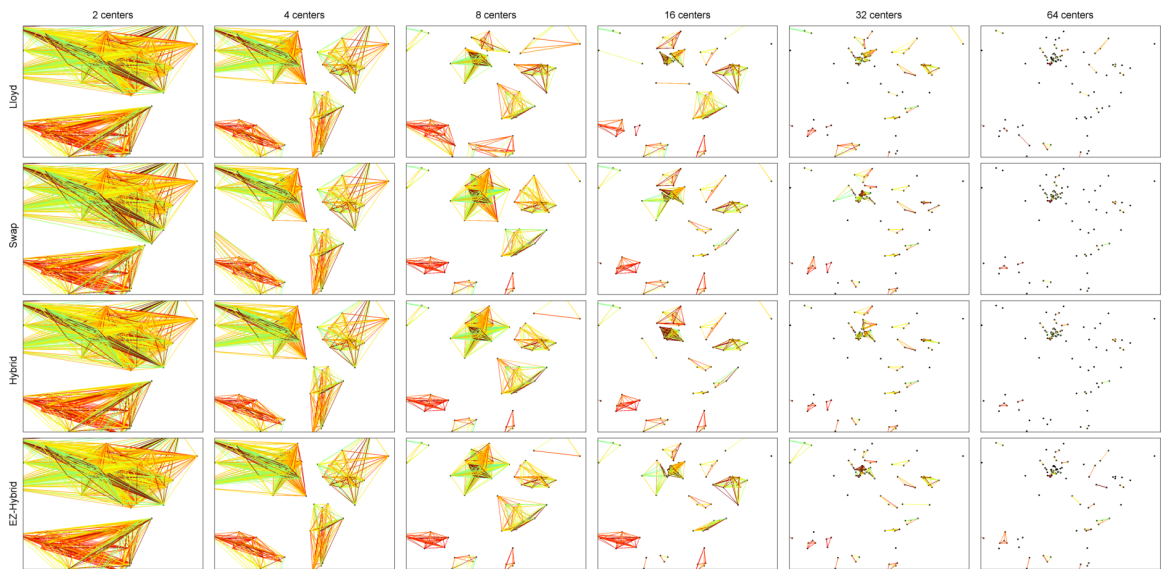 2 centers
4 centers
8 centers
16 centers
32 centers
64 centers
Lloyd
Swap
Hybrid
EZ-Hybrid